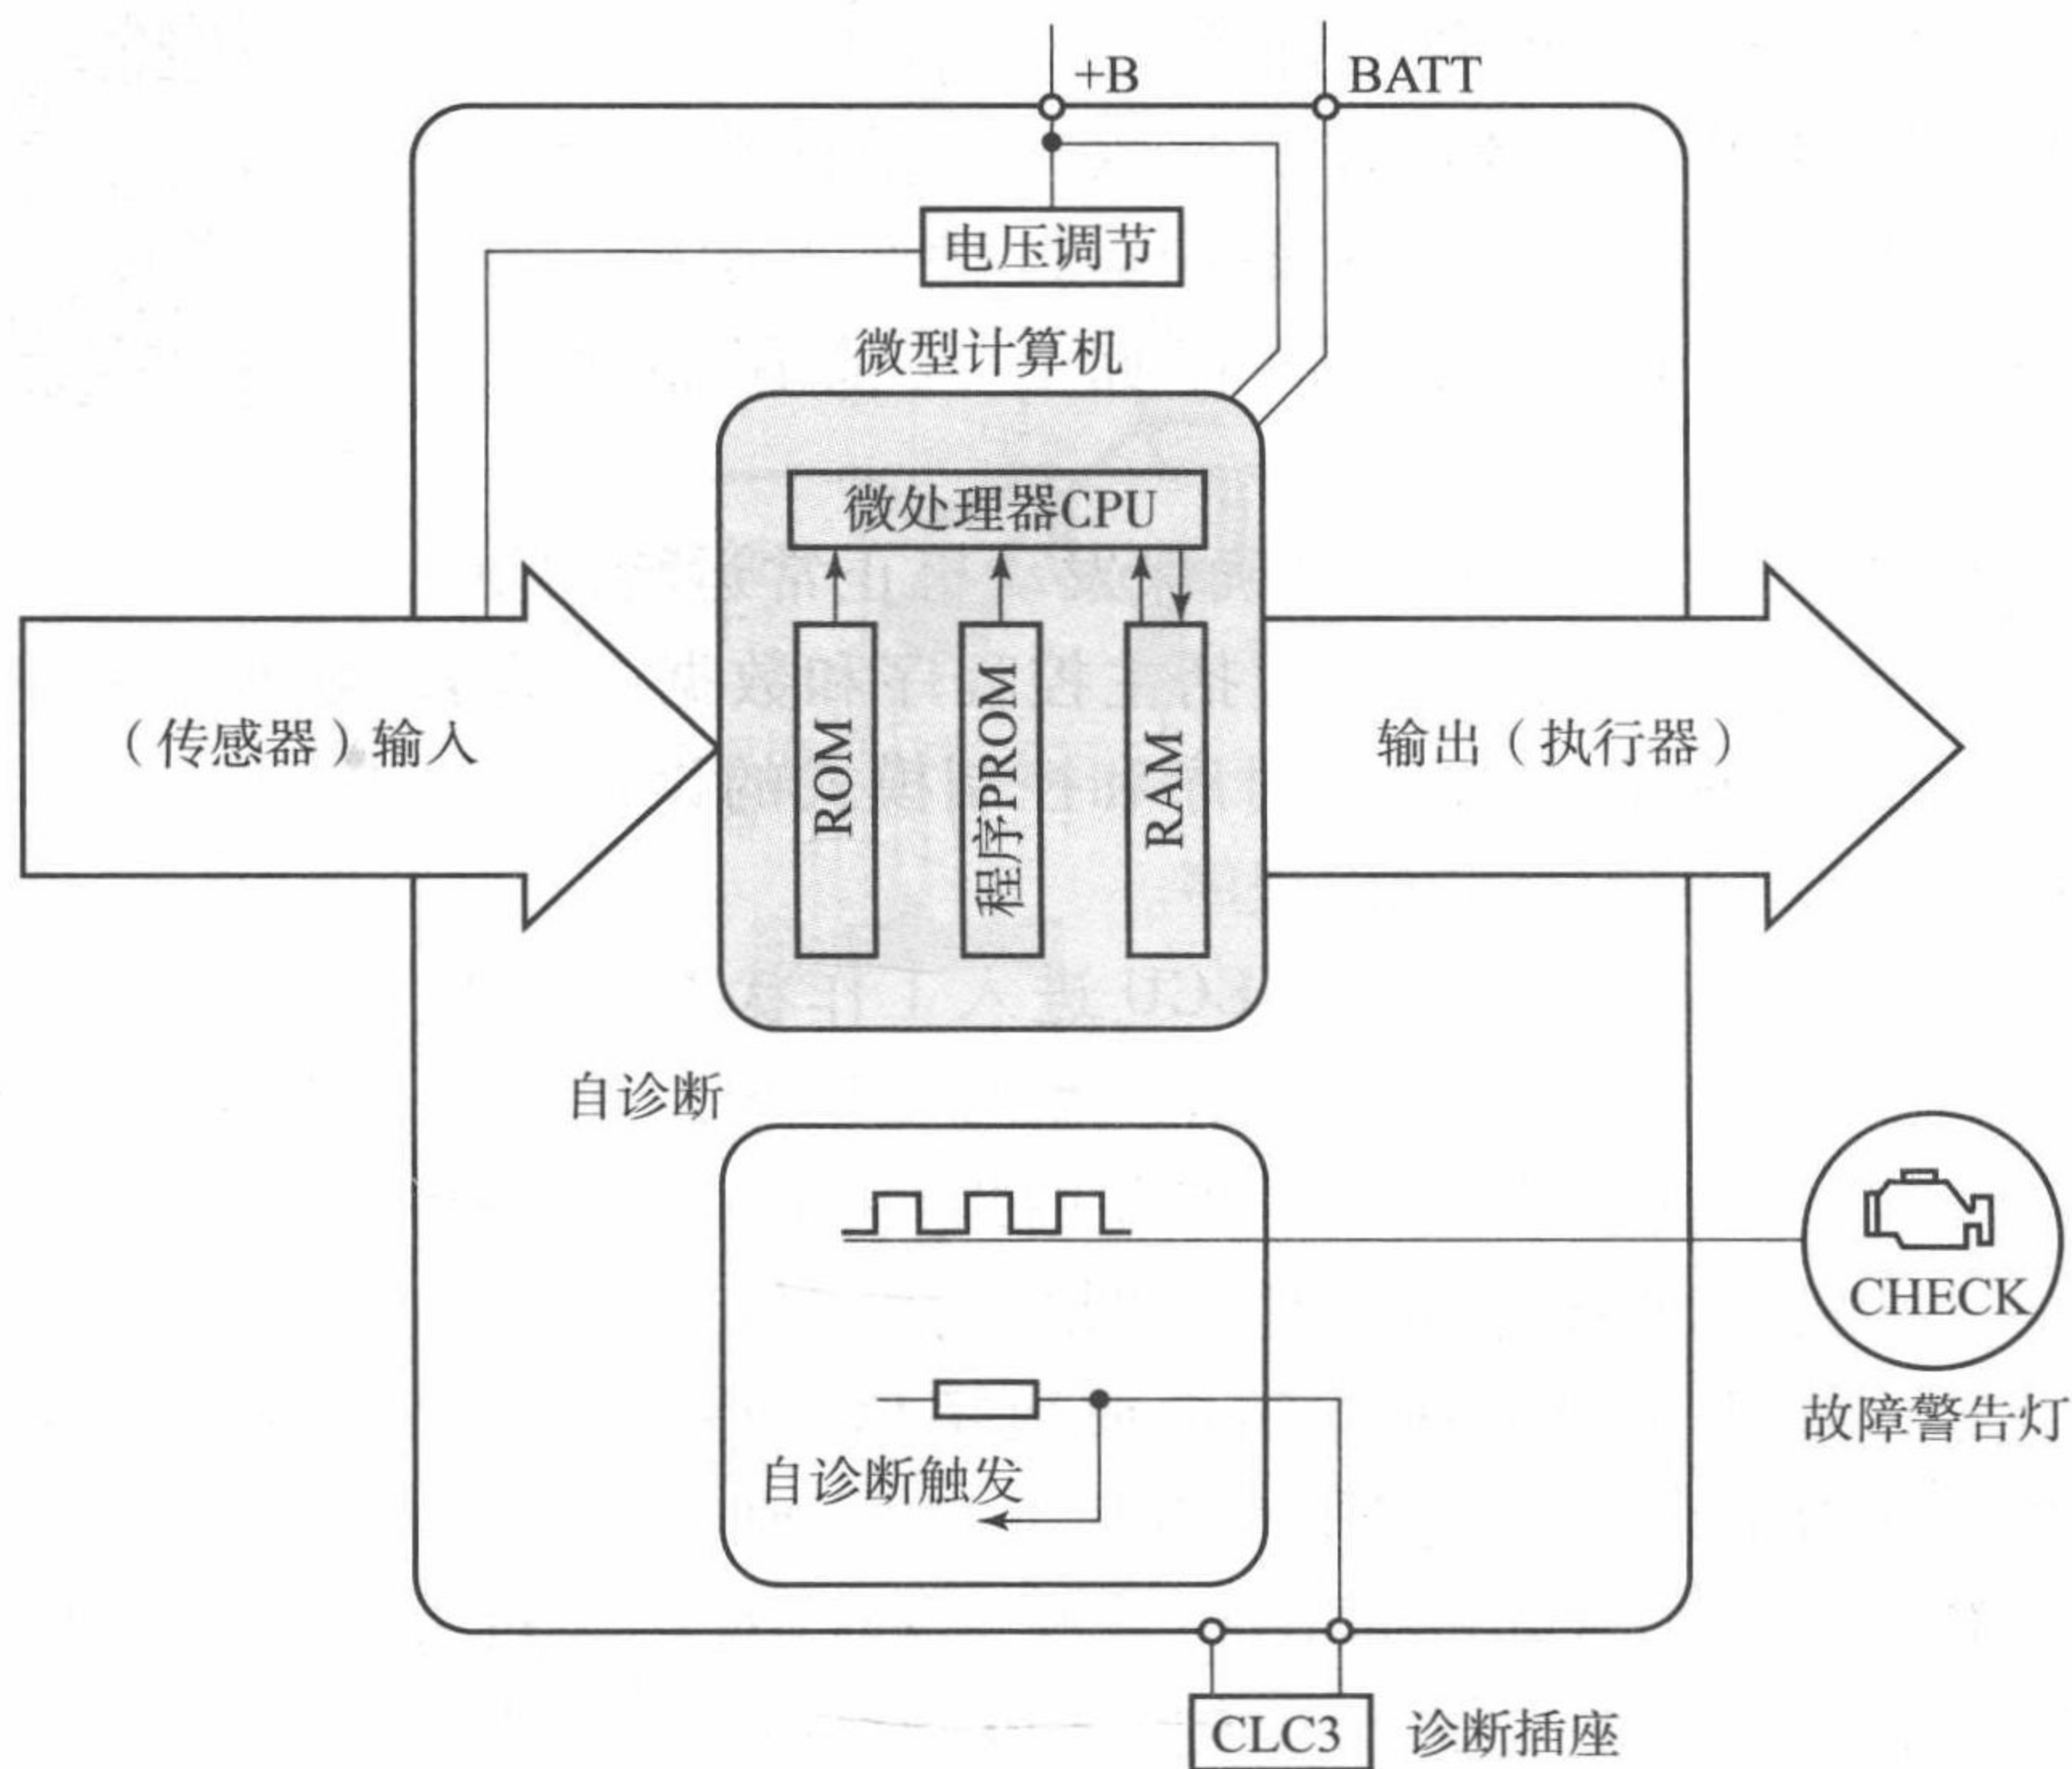 +B
BATT
电压调节
微型计算机
微处理器CPU
(传感器)输入
ROM
程序PROM
RAM
输出(执行器)
自诊断
CHECK
故障警告灯
自诊断触发
CLC3
诊断插座